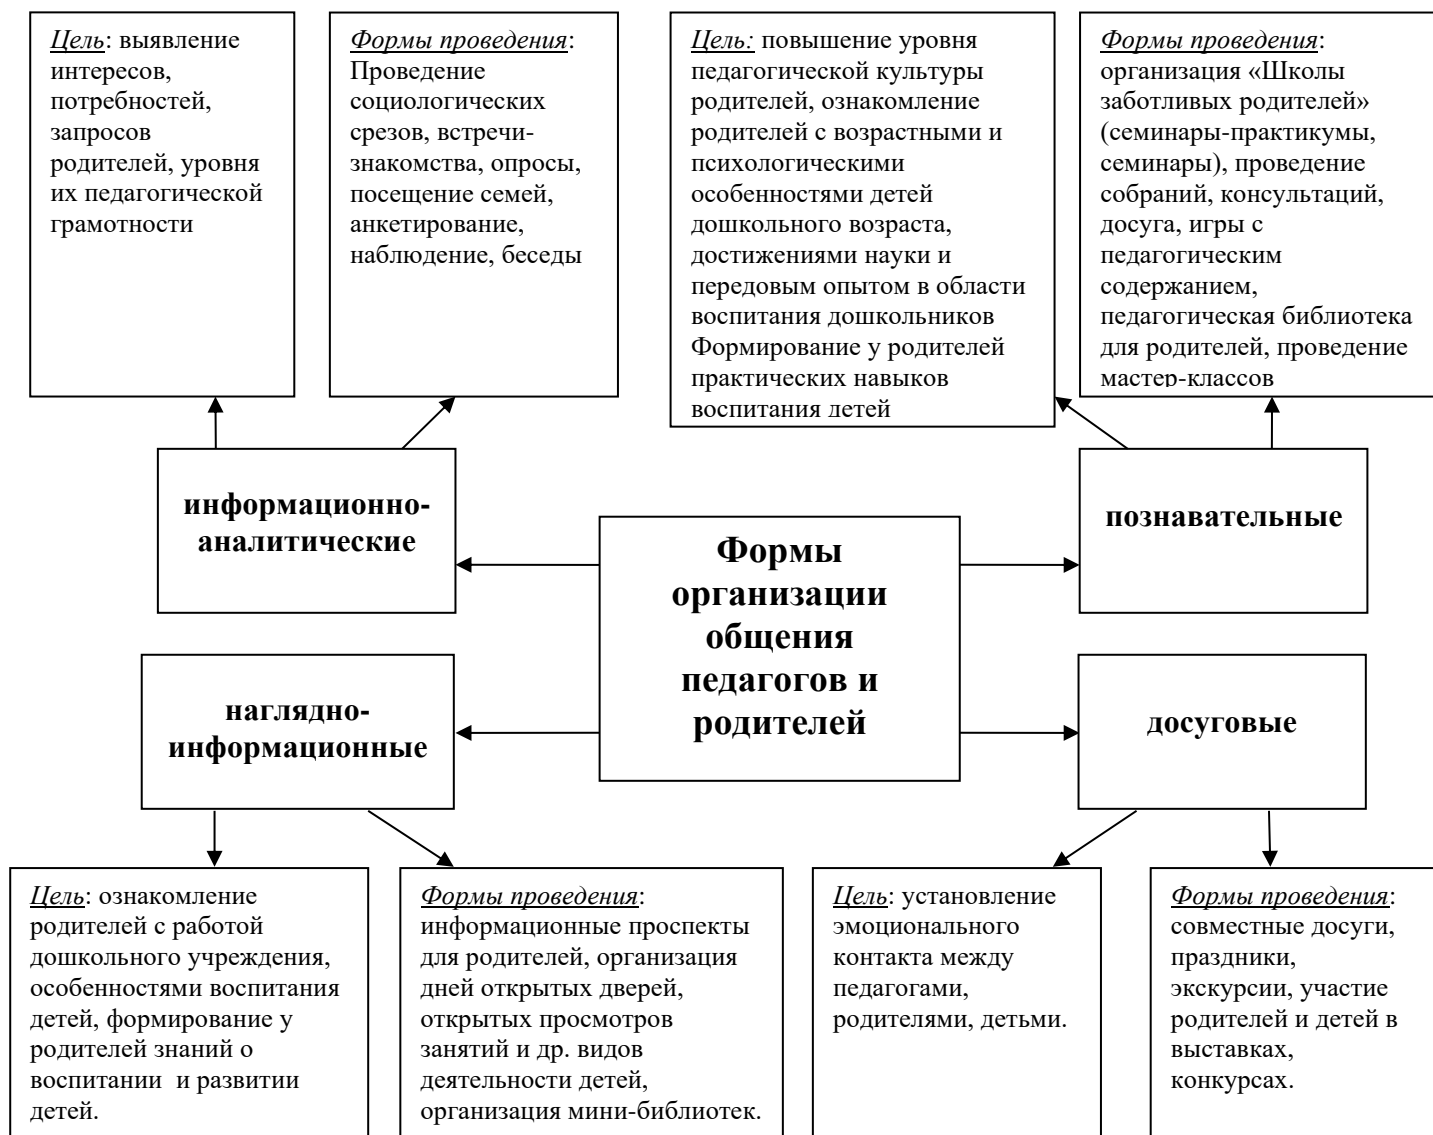 Цель: выявление
интересов,
потребностей,
запросов
родителей, уровня
их педагогической
грамотности
Формы проведения:
Проведение
социологических
срезов, встречи-
знакомства, опросы,
посещение семей,
анкетирование,
наблюдение, беседы
Цель: повышение уровня
педагогической культуры
родителей, ознакомление
родителей с возрастными и
психологическими
особенностями детей
дошкольного возраста,
достижениями науки и
передовым опытом в области
воспитания дошкольников
Формирование у родителей
практических навыков
воспитания детей
Формы проведения:
организация «Школы
заботливых родителей»
(семинары-практикумы,
семинары), проведение
собраний, консультаций,
досуга, игры с
педагогическим
содержанием,
педагогическая библиотека
для родителей, проведение
мастер-классов
информационно-
аналитические
Формы
организации
общения
педагогов и
родителей
познавательные
наглядно-
информационные
досуговые
Цель: ознакомление
родителей с работой
дошкольного учреждения,
особенностями воспитания
детей, формирование у
родителей знаний о
воспитании  и развитии
детей.
Формы проведения:
информационные проспекты
для родителей, организация
дней открытых дверей,
открытых просмотров
занятий и др. видов
деятельности детей,
организация мини-библиотек.
Цель: установление
эмоционального
контакта между
педагогами,
родителями, детьми.
Формы проведения:
совместные досуги,
праздники,
экскурсии, участие
родителей и детей в
выставках,
конкурсах.